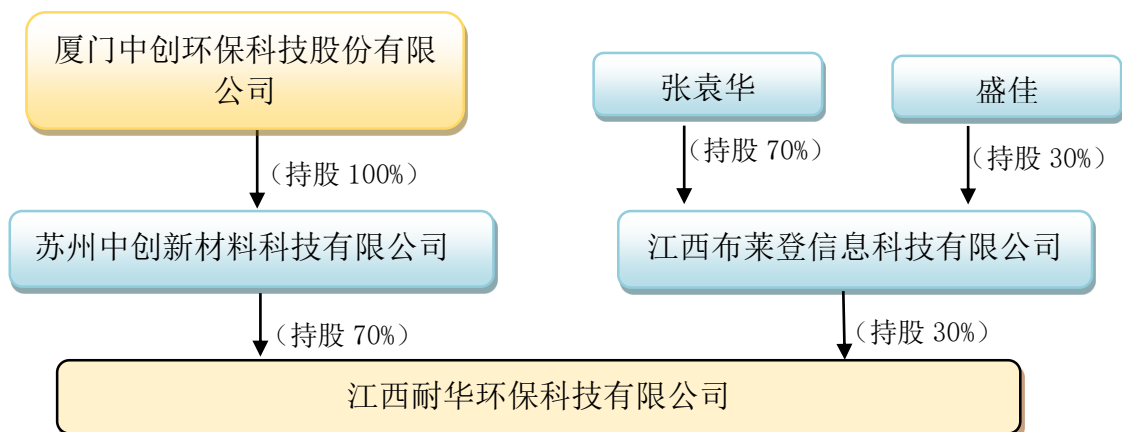 厦门中创环保科技股份有限
公司
张袁华
盛佳
（持股 100%）
（持股 70%）
（持股 30%）
苏州中创新材料科技有限公司
江西布莱登信息科技有限公司
（持股 70%）
（持股 30%）
江西耐华环保科技有限公司